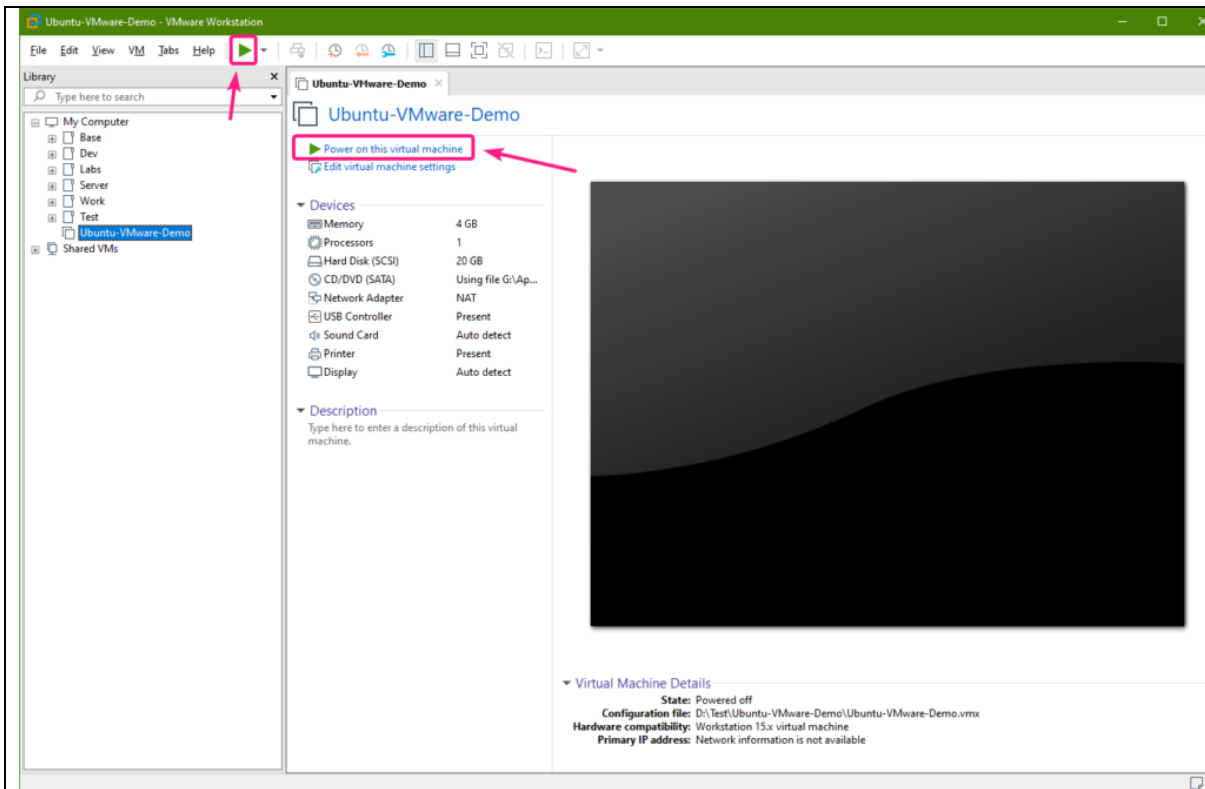 Ubuntu-VMware-Demo - VMware Workstation
File Edit View VM Tabs Help
Library
Type here to search
My Computer
Base
Dev
Labs
Server
Work
Test
Ubuntu-VMware-Demo
Shared VMs
Ubuntu-VMware-Demo
Ubuntu-VMware-Demo
Power on this virtual machine
Edit virtual machine settings
Devices
Memory 4 GB
Processors 1
Hard Disk (SCSI) 20 GB
CD/DVD (SATA) Using file G:\Ap...
Network Adapter NAT
USB Controller Present
Sound Card Auto detect
Printer Present
Display Auto detect
Description
Type here to enter a description of this virtual
machine.
Virtual Machine Details
State: Powered off
Configuration file: D:\Test\Ubuntu-VMware-Demo\Ubuntu-VMware-Demo.vmx
Hardware compatibility: Workstation 15.x virtual machine
Primary IP address: Network information is not available